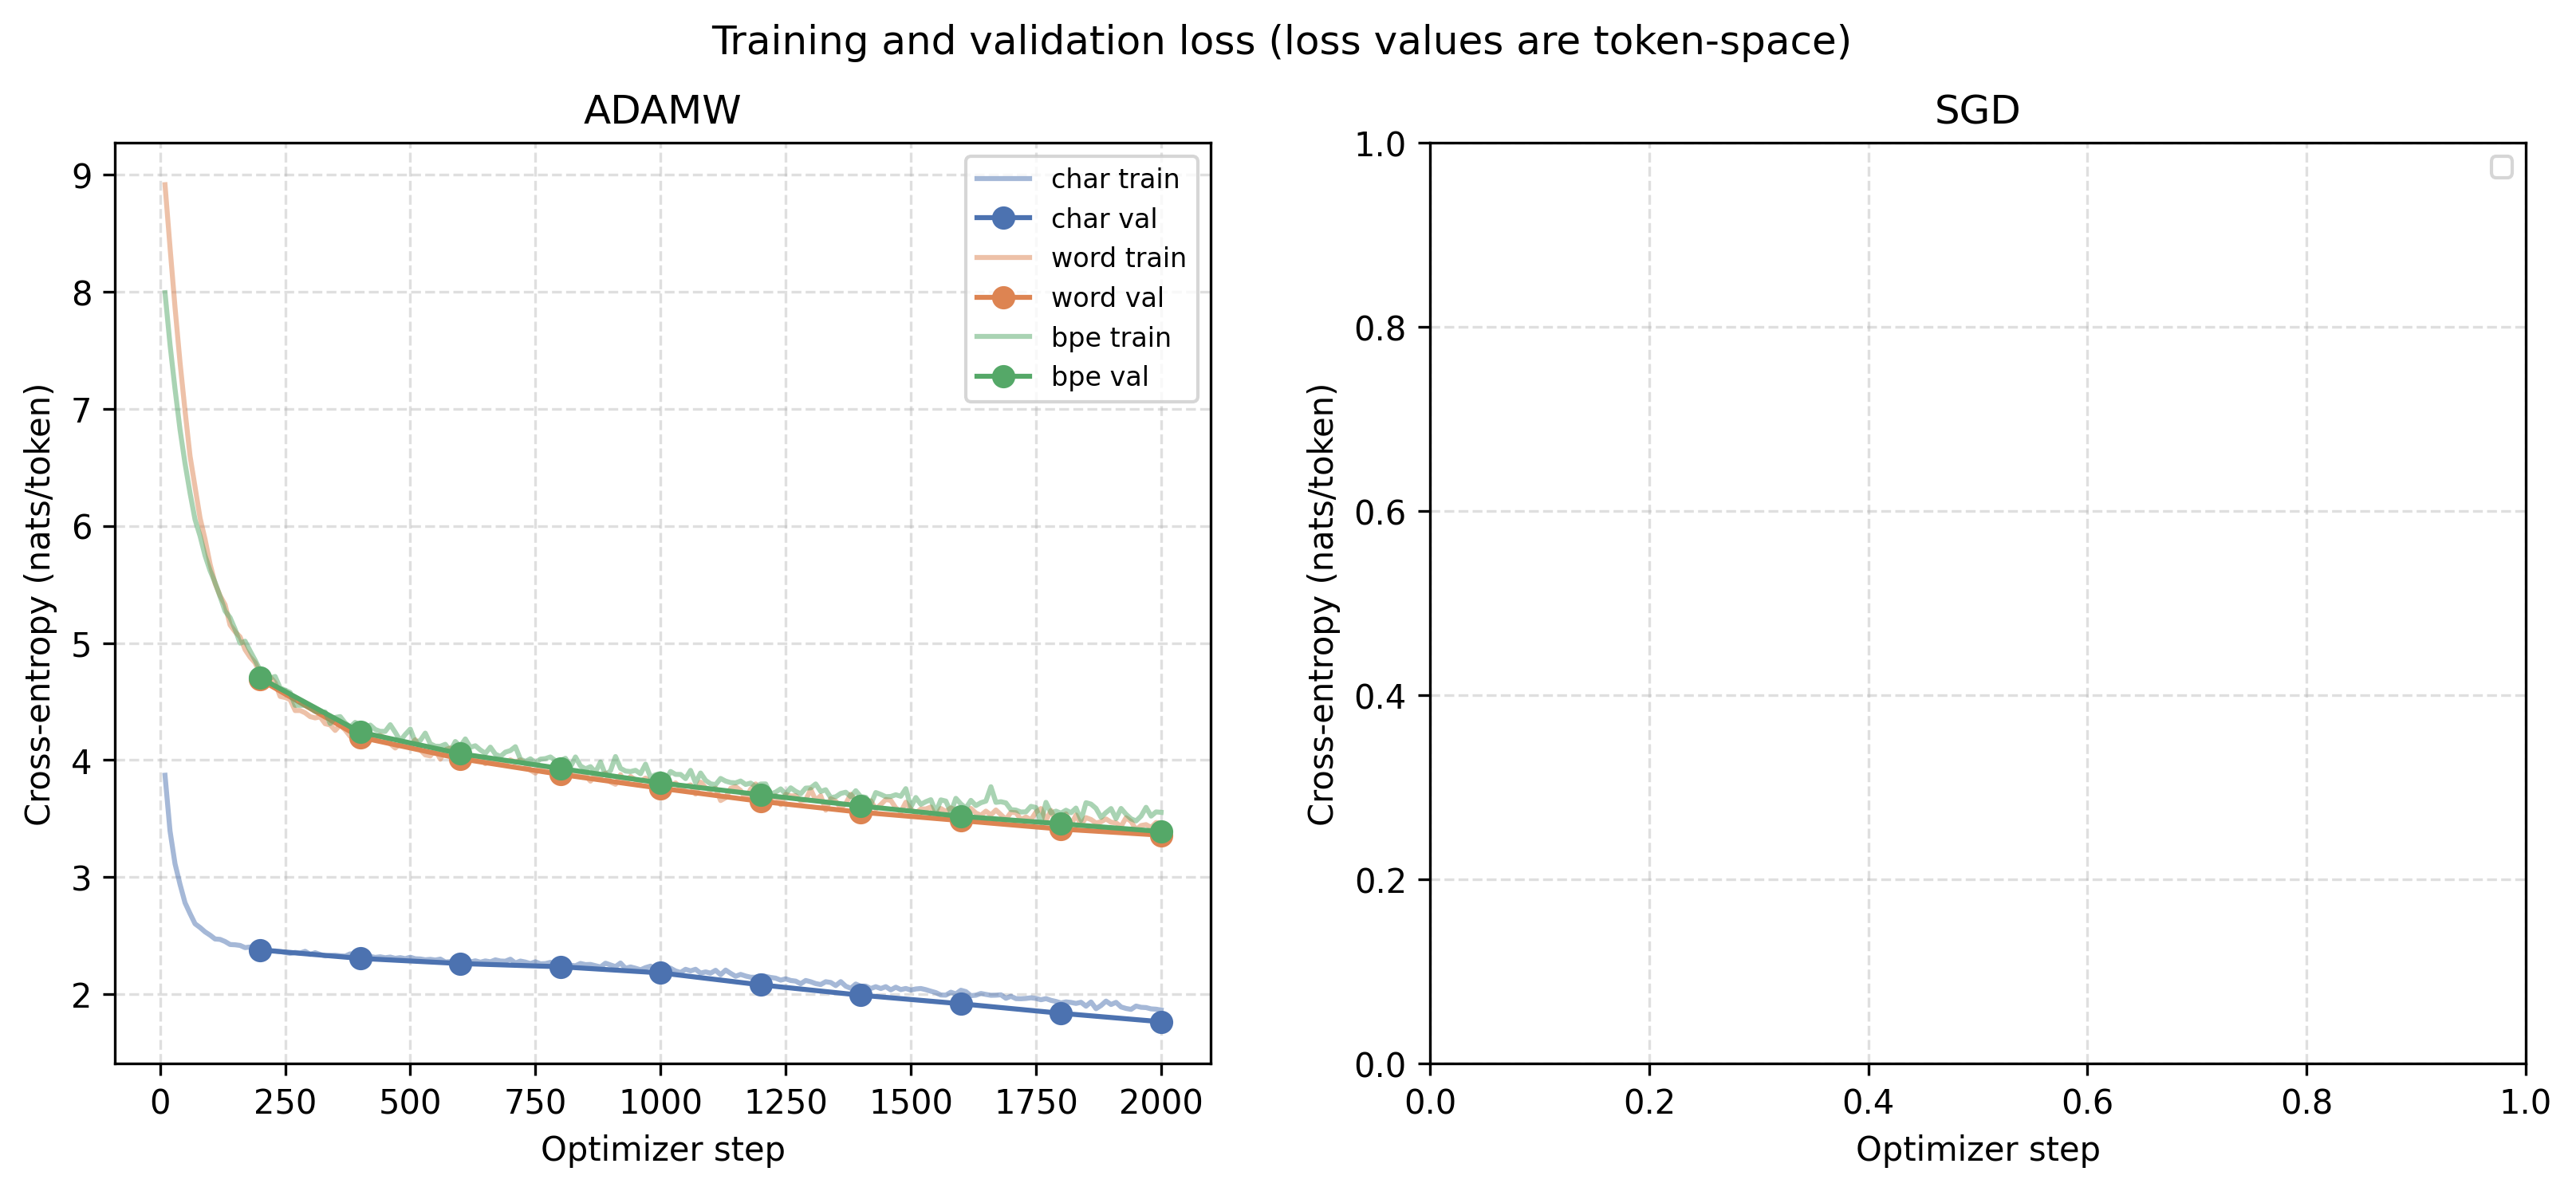 Training and validation loss (loss values are token-space)
ADAMW
9
8
7
6
5
4
3
2
Cross-entropy (nats/token)
char train
char val
word train
word val
bpe train
bpe val
0 250 500 750 1000 1250 1500 1750 2000
Optimizer step
SGD
1.0
0.8
0.6
0.4
0.2
0.0
Cross-entropy (nats/token)
0.0 0.2 0.4 0.6 0.8 1.0
Optimizer step